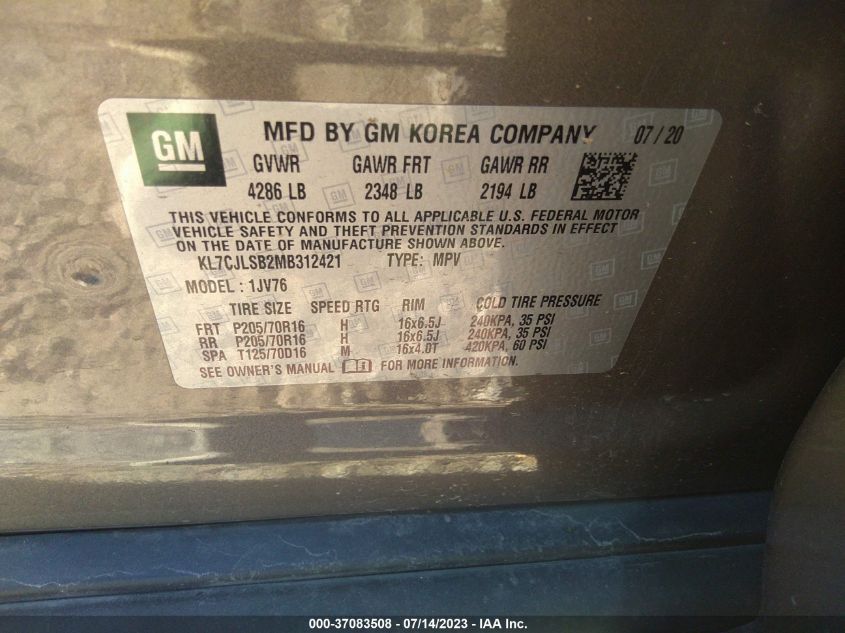 GM MFD BY GM KOREA COMPANY 07 / 20
GVWR GAWR FRT GAWR RR
4286 LB 2348 LB 2194 LB
THIS VEHICLE CONFORMS TO ALL APPLICABLE U.S. FEDERAL MOTOR
VEHICLE SAFETY AND THEFT PREVENTION STANDARDS IN EFFECT
ON THE DATE OF MANUFACTURE SHOWN ABOVE.
KL7CJLSB2MB312421 TYPE: MPV
MODEL : 1JV76
TIRE SIZE SPEED RTG RIM COLD TIRE PRESSURE
FRT P205/70R16 H 16x6.5J 240KPA, 35 PSI
RR P205/70R16 H 16x6.5J 240KPA, 35 PSI
SPA T125/70D16 M 16x4.0T 420KPA, 60 PSI
SEE OWNER'S MANUAL FOR MORE INFORMATION.
000-37083508 - 07/14/2023 - IAA Inc.